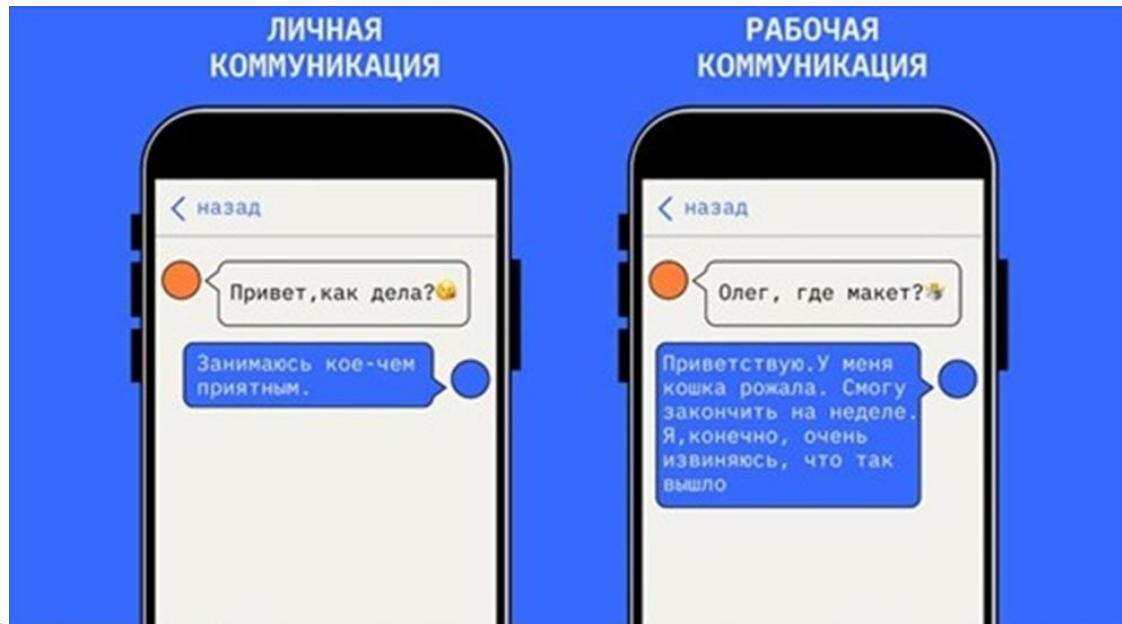 ЛИЧНАЯ
КОММУНИКАЦИЯ
назад
Привет,как дела?😘
Занимаюсь кое-чем
приятным.
РАБОЧАЯ
КОММУНИКАЦИЯ
назад
Олег, где макет?
Приветствую.У меня
кошка рожала. Смогу
закончить на неделе.
Я,конечно, очень
извиняюсь, что так
вышло